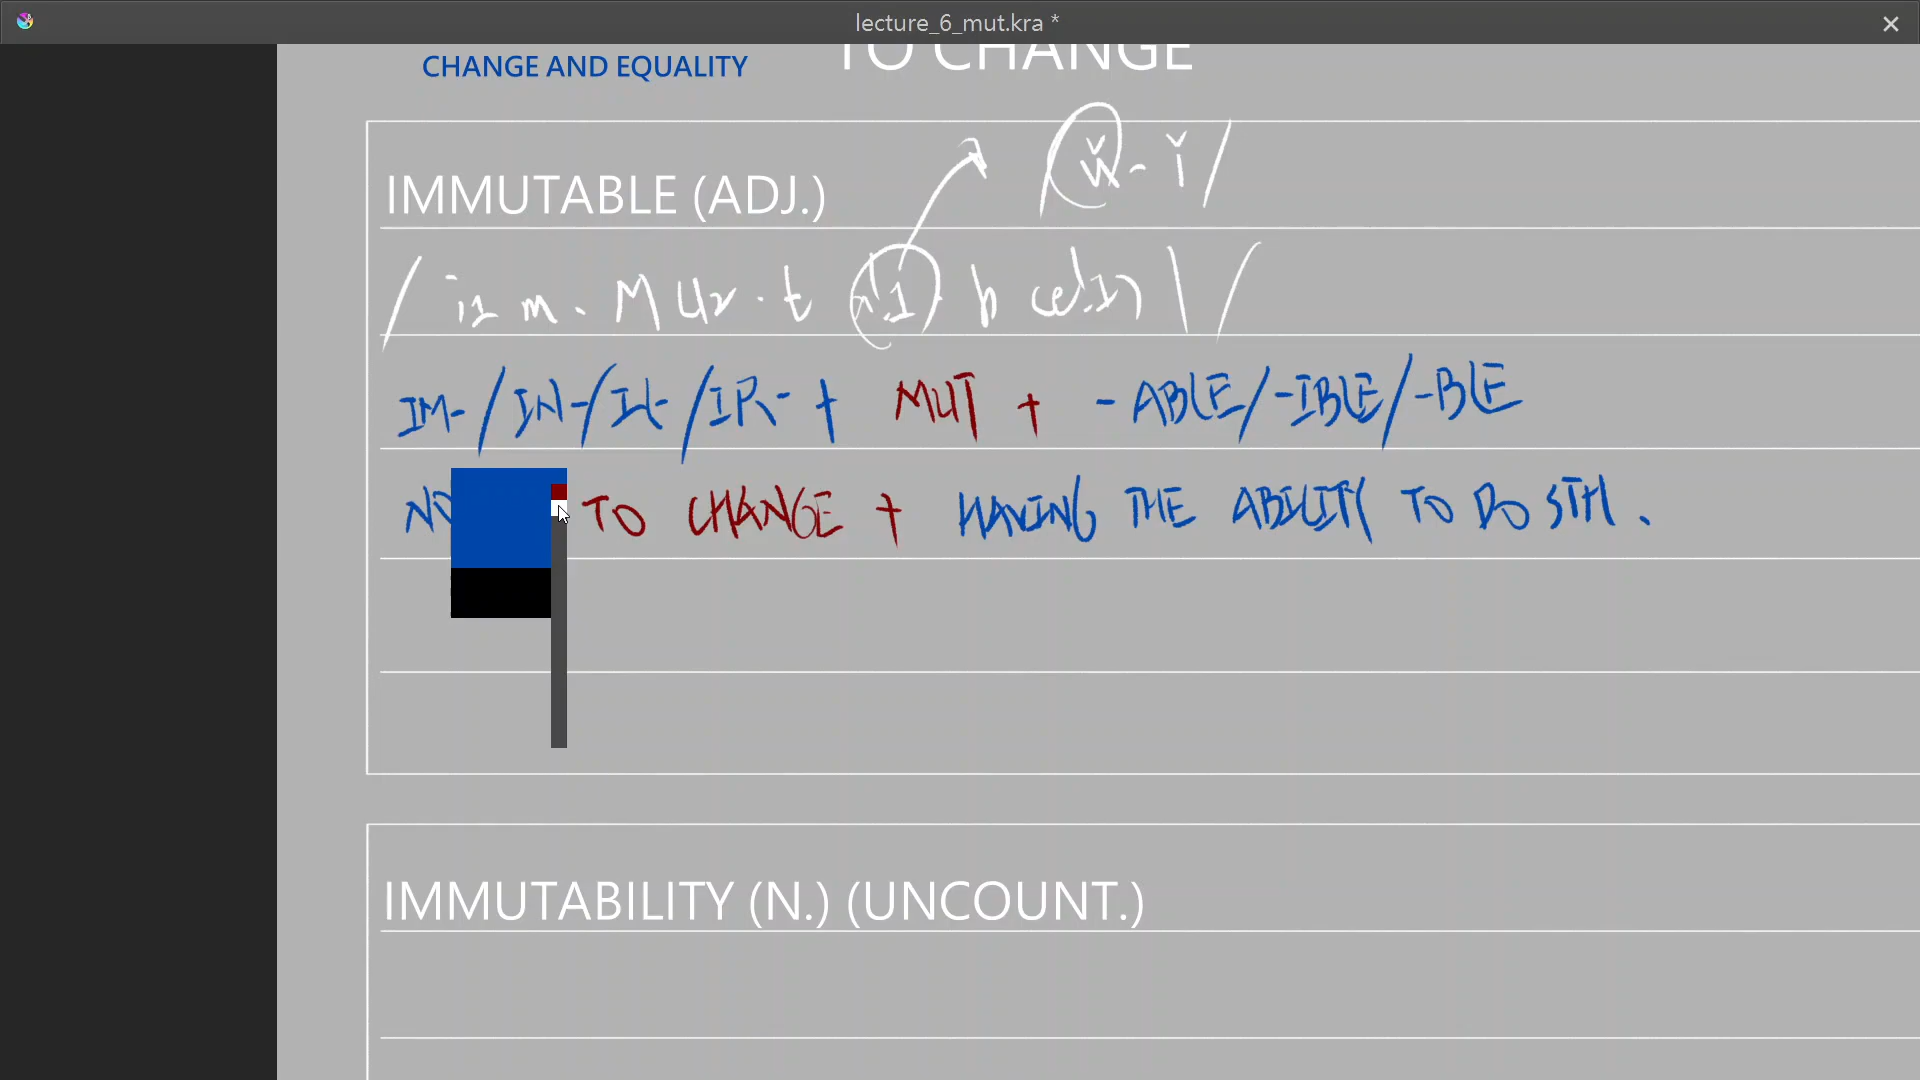 lecture_6_mut.kra *
CHANGE AND EQUALITY
TO CHANGE
IMMUTABLE (ADJ.)
IM-/IN-/IL-/IR- + MUT + -ABLE/-IBLE/-BLE
TO CHANGE + HAVING THE ABILITY TO DO STH.
IMMUTABILITY (N.) (UNCOUNT.)